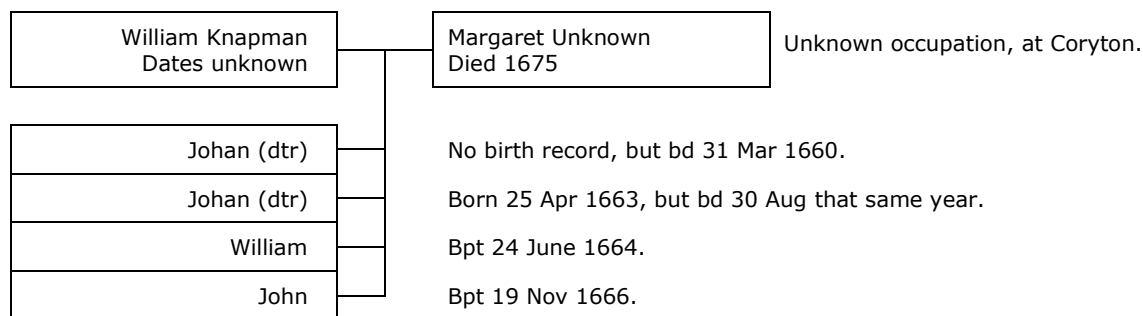 William Knapman
Dates unknown
Margaret Unknown
Died 1675
Unknown occupation, at Coryton.
Johan (dtr)
No birth record, but bd 31 Mar 1660.
Johan (dtr)
Born 25 Apr 1663, but bd 30 Aug that same year.
William
Bpt 24 June 1664.
John
Bpt 19 Nov 1666.